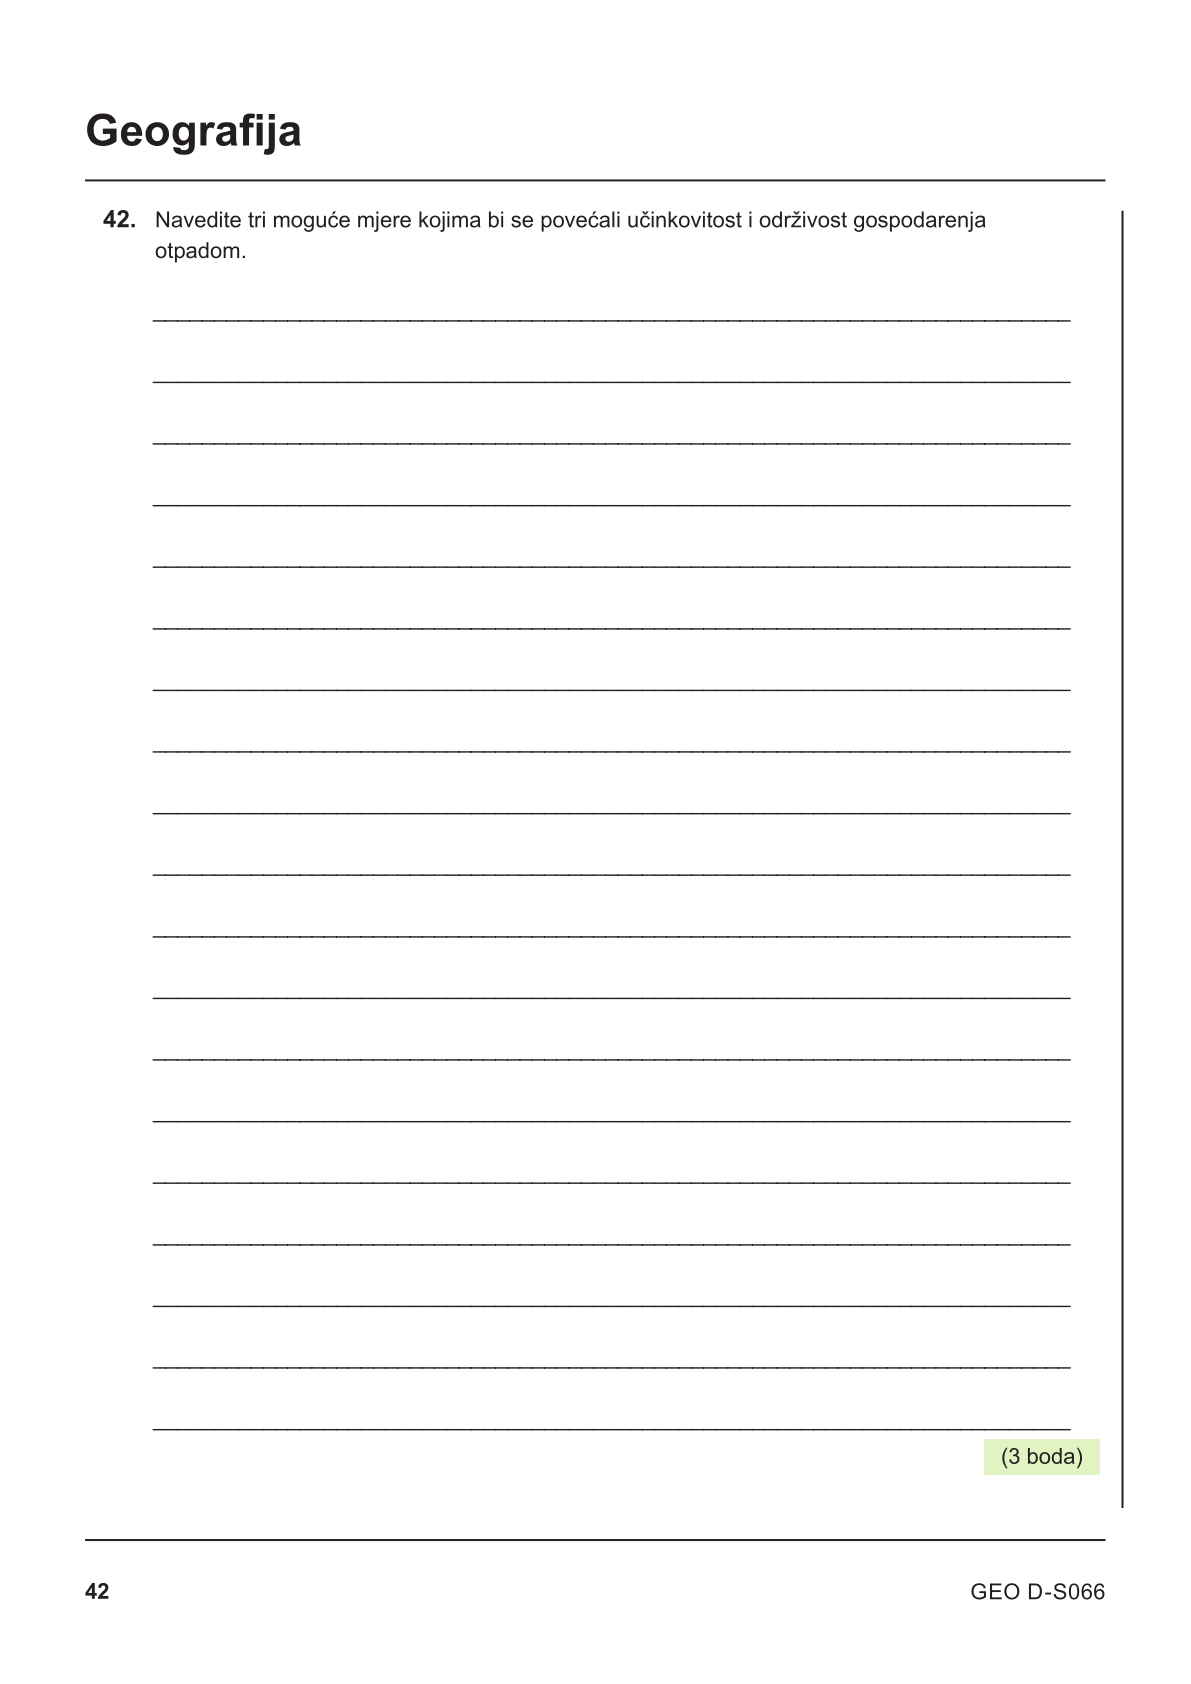 Geografija
42. Navedite tri moguće mjere kojima bi se povećali učinkovitost i održivost gospodarenja
otpadom.
(3 boda)
42
GEO D-S066